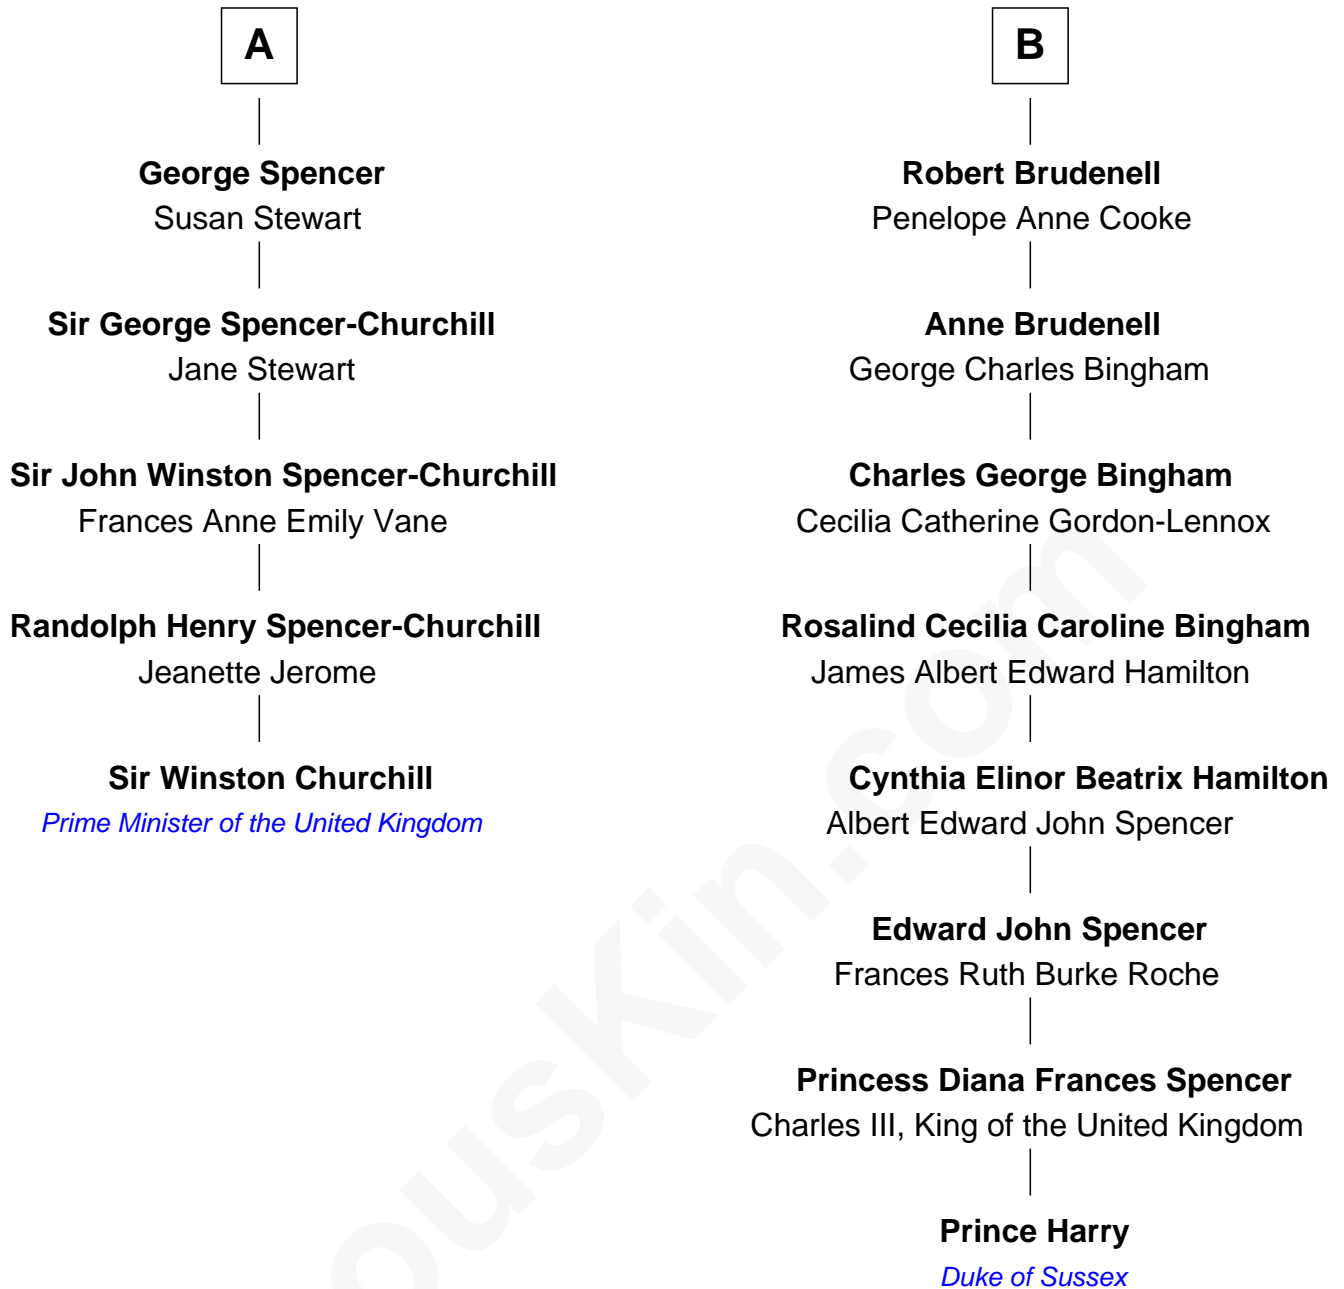 A
George Spencer
Susan Stewart
Sir George Spencer-Churchill
Jane Stewart
Sir John Winston Spencer-Churchill
Frances Anne Emily Vane
Randolph Henry Spencer-Churchill
Jeanette Jerome
Sir Winston Churchill
Prime Minister of the United Kingdom
B
Robert Brudenell
Penelope Anne Cooke
Anne Brudenell
George Charles Bingham
Charles George Bingham
Cecilia Catherine Gordon-Lennox
Rosalind Cecilia Caroline Bingham
James Albert Edward Hamilton
Cynthia Elinor Beatrix Hamilton
Albert Edward John Spencer
Edward John Spencer
Frances Ruth Burke Roche
Princess Diana Frances Spencer
Charles III, King of the United Kingdom
Prince Harry
Duke of Sussex
ousKin.com